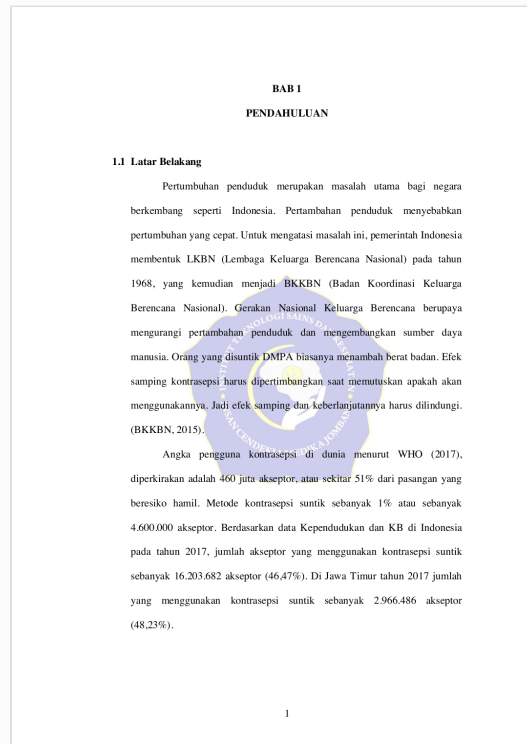 BAB 1
PENDAHULUAN
1.1 Latar Belakang
Pertumbuhan penduduk merupakan masalah utama bagi negara
berkembang seperti Indonesia. Pertambahan penduduk menyebabkan
pertumbuhan yang cepat. Untuk mengatasi masalah ini, pemerintah Indonesia
membentuk LKBN (Lembaga Keluarga Berencana Nasional) pada tahun
1968, yang kemudian menjadi BKKBN (Badan Koordinasi Keluarga
Berencana Nasional). Gerakan Nasional Keluarga Berencana berupaya
mengurangi pertambahan penduduk dan mengembangkan sumber daya
manusia. Orang yang disuntik DMPA biasanya menambah berat badan. Efek
samping kontrasepsi harus dipertimbangkan saat memutuskan apakah akan
menggunakannya. Jadi efek samping dan keberlanjutannya harus dilindungi.
(BKKBN, 2015).
Angka pengguna kontrasepsi di dunia menurut WHO (2017),
diperkirakan adalah 460 juta akseptor, atau sekitar 51% dari pasangan yang
beresiko hamil. Metode kontrasepsi suntik sebanyak 1% atau sebanyak
4.600.000 akseptor. Berdasarkan data Kependudukan dan KB di Indonesia
pada tahun 2017, jumlah akseptor yang menggunakan kontrasepsi suntik
sebanyak 16.203.682 akseptor (46,47%). Di Jawa Timur tahun 2017 jumlah
yang menggunakan kontrasepsi suntik sebanyak 2.966.486 akseptor
(48,23%).
1